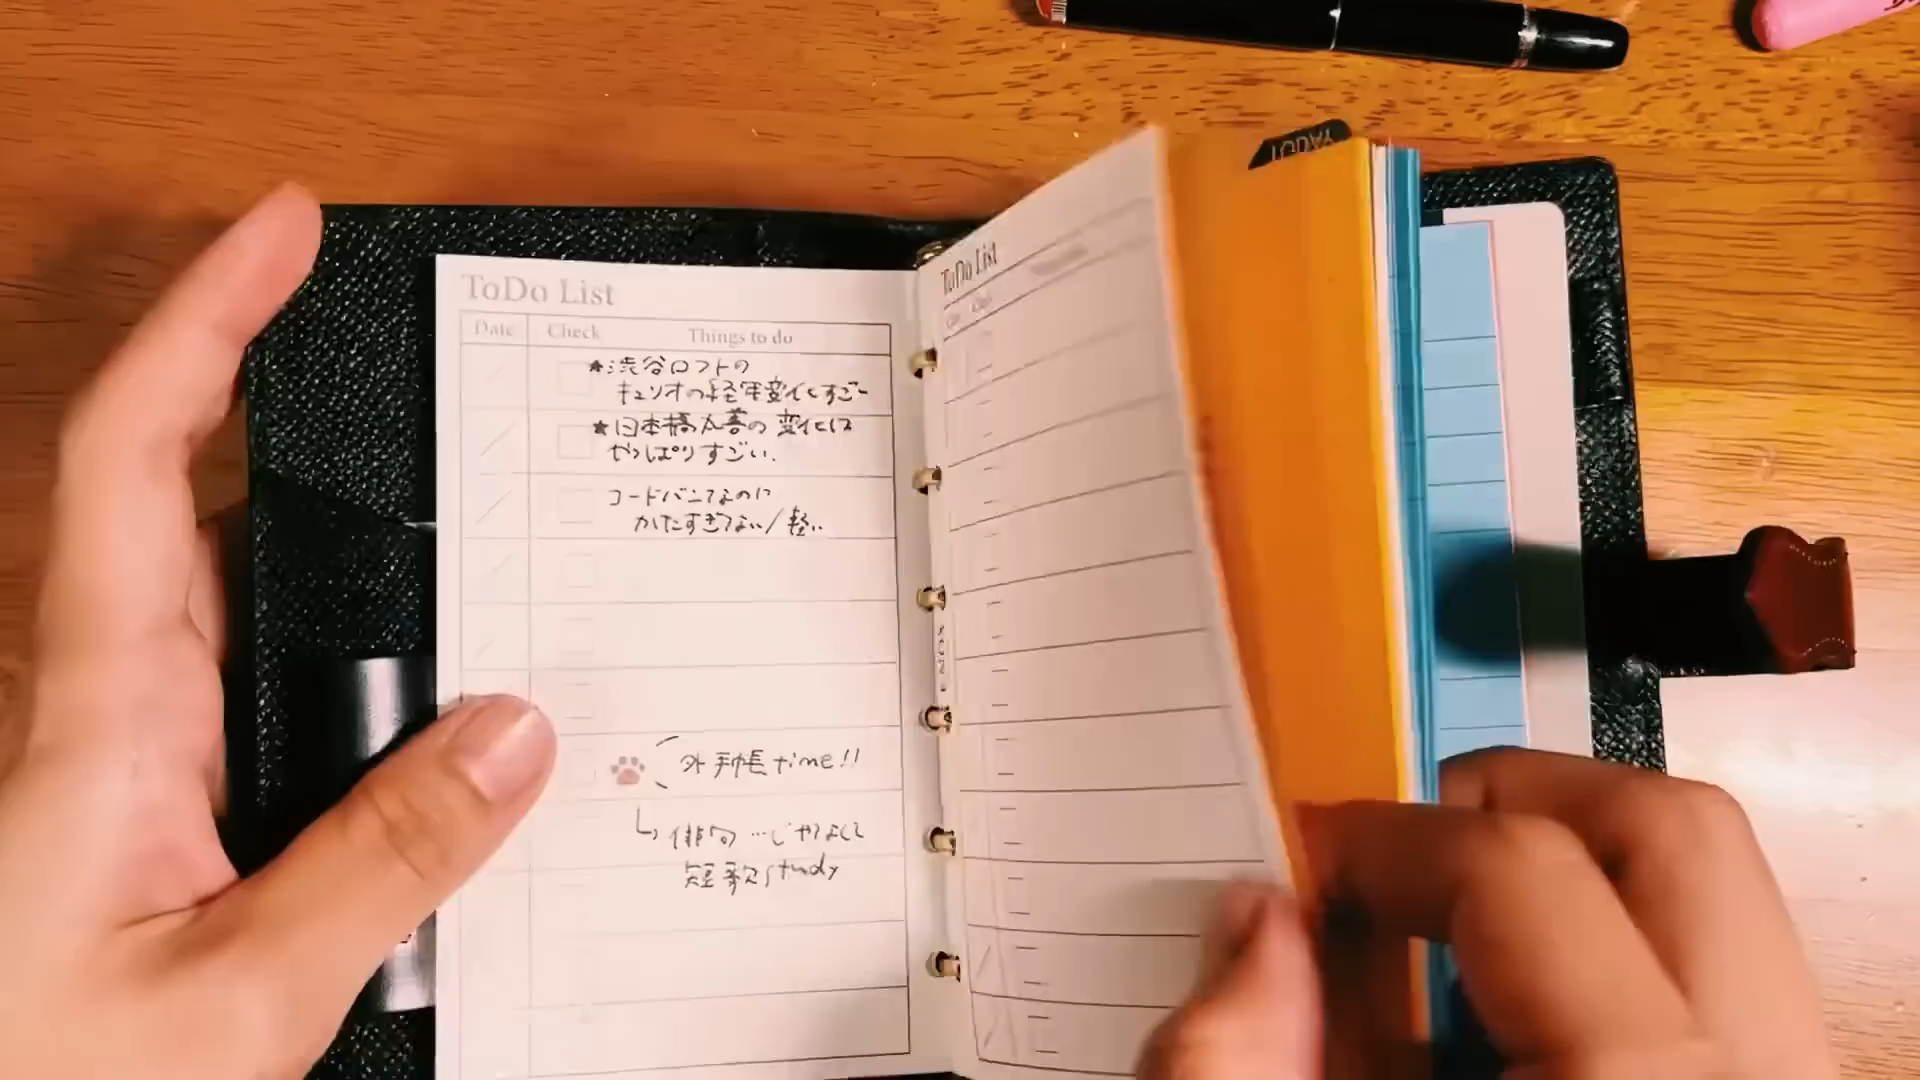 ToDo List
Date Check Things to do
★渋谷ロフトの
キュリオの経年変化すごー
★日本橋丸善の変化は
やっぱりすごい.
コードバンなのに
かたすぎない/軽い
外手帳time!!
↳俳句…じゃなくて
短歌study
ToDo List
TODAY